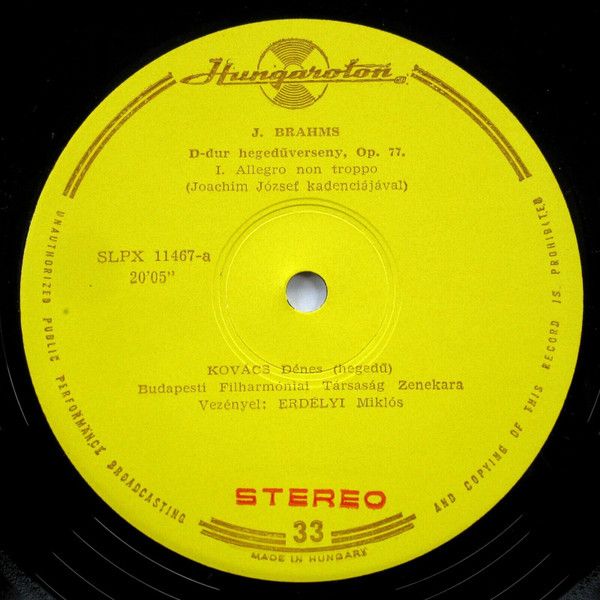 Hungaroton
J. BRAHMS
D-dur hegedűverseny, Op. 77.
I. Allegro non troppo
(Joachim József kadenciájával)
SLPX 11467-a
20'05"
KOVÁCS Dénes (hegedű)
Budapesti Filharmóniai Társaság Zenekara
Vezényel: ERDÉLYI Miklós
STEREO
33
MADE IN HUNGARY
UNAUTHORIZED PUBLIC PERFORMANCE BROADCASTING AND COPYING OF THIS RECORD IS PROHIBITED